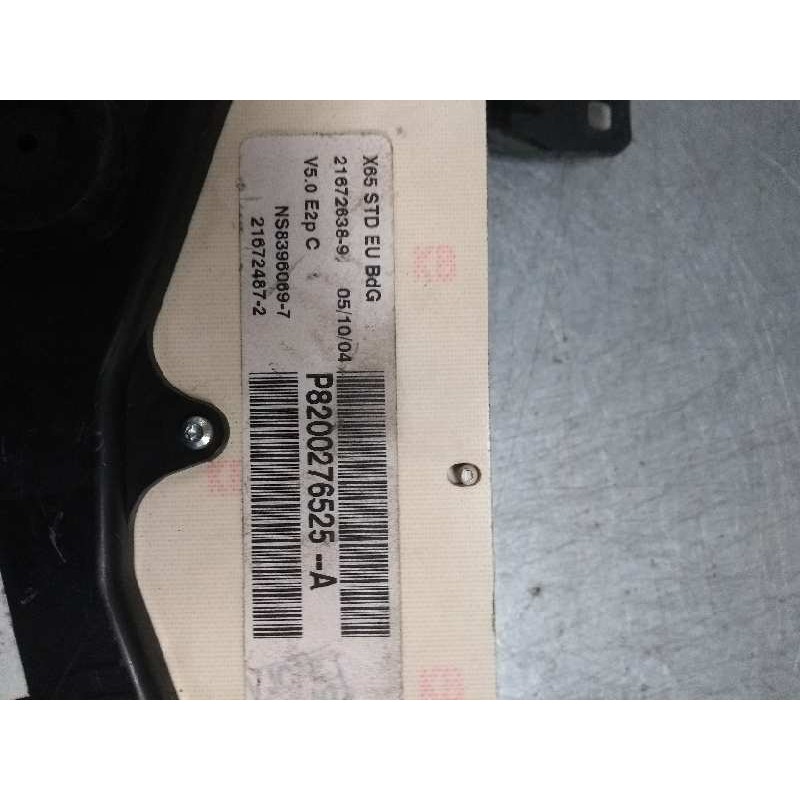 X65 STD EU BdG
21672638-9 05/10/04
V5.0 E2p C
NS8396069-7
21672487-2
P8200276525 --A